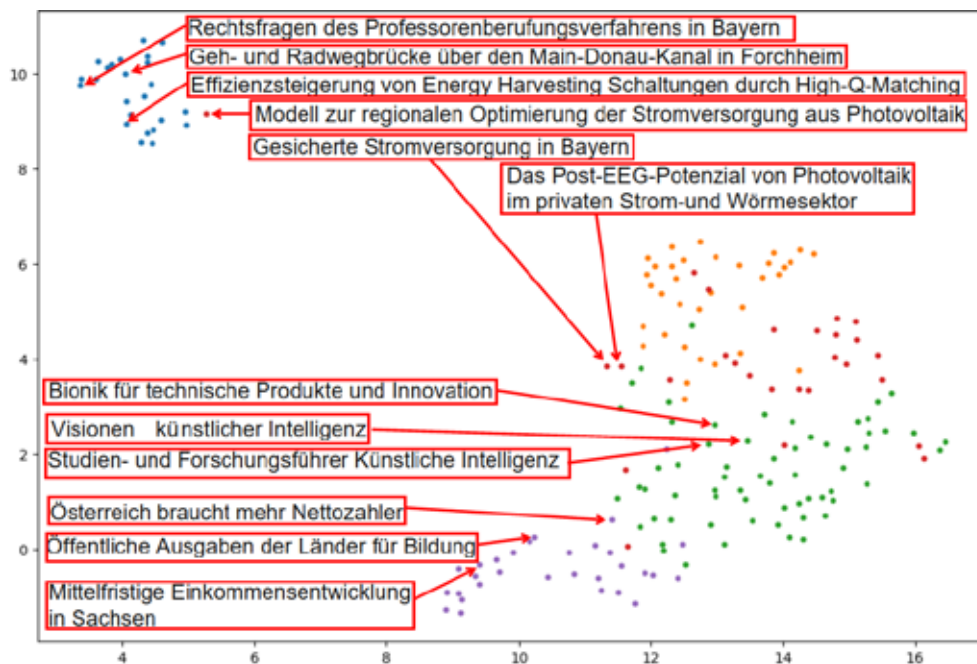 Rechtsfragen des Professorenberufungsverfahrens in Bayern
Geh- und Radwegbrücke über den Main-Donau-Kanal in Forchheim
Effizienzsteigerung von Energy Harvesting Schaltungen durch High-Q-Matching
Modell zur regionalen Optimierung der Stromversorgung aus Photovoltaik
Gesicherte Stromversorgung in Bayern
Das Post-EEG-Potenzial von Photovoltaik
im privaten Strom-und Wörmesektor
Bionik für technische Produkte und Innovation
Visionen künstlicher Intelligenz
Studien- und Forschungsführer Künstliche Intelligenz
Österreich braucht mehr Nettozahler
Öffentliche Ausgaben der Länder für Bildung
Mittelfristige Einkommensentwicklung
in Sachsen
10
8
6
4
2
0
4 6 8 10 12 14 16